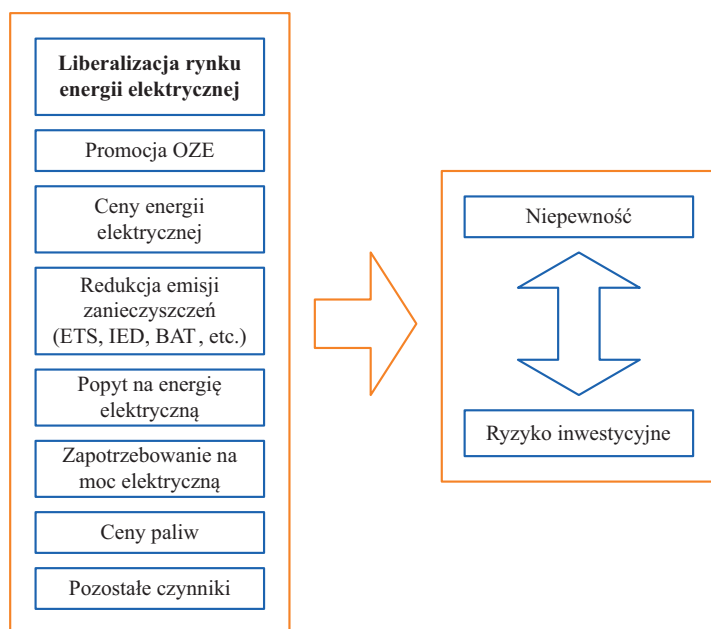 Liberalizacja rynku
energii elektrycznej
Promocja OZE
Ceny energii
elektrycznej
Redukcja emisji
zanieczyszczeń
(ETS, IED, BAT , etc.)
Popyt na energię
elektryczną
Zapotrzebowanie na
moc elektryczną
Ceny paliw
Pozostałe czynniki
Niepewność
Ryzyko inwestycyjne